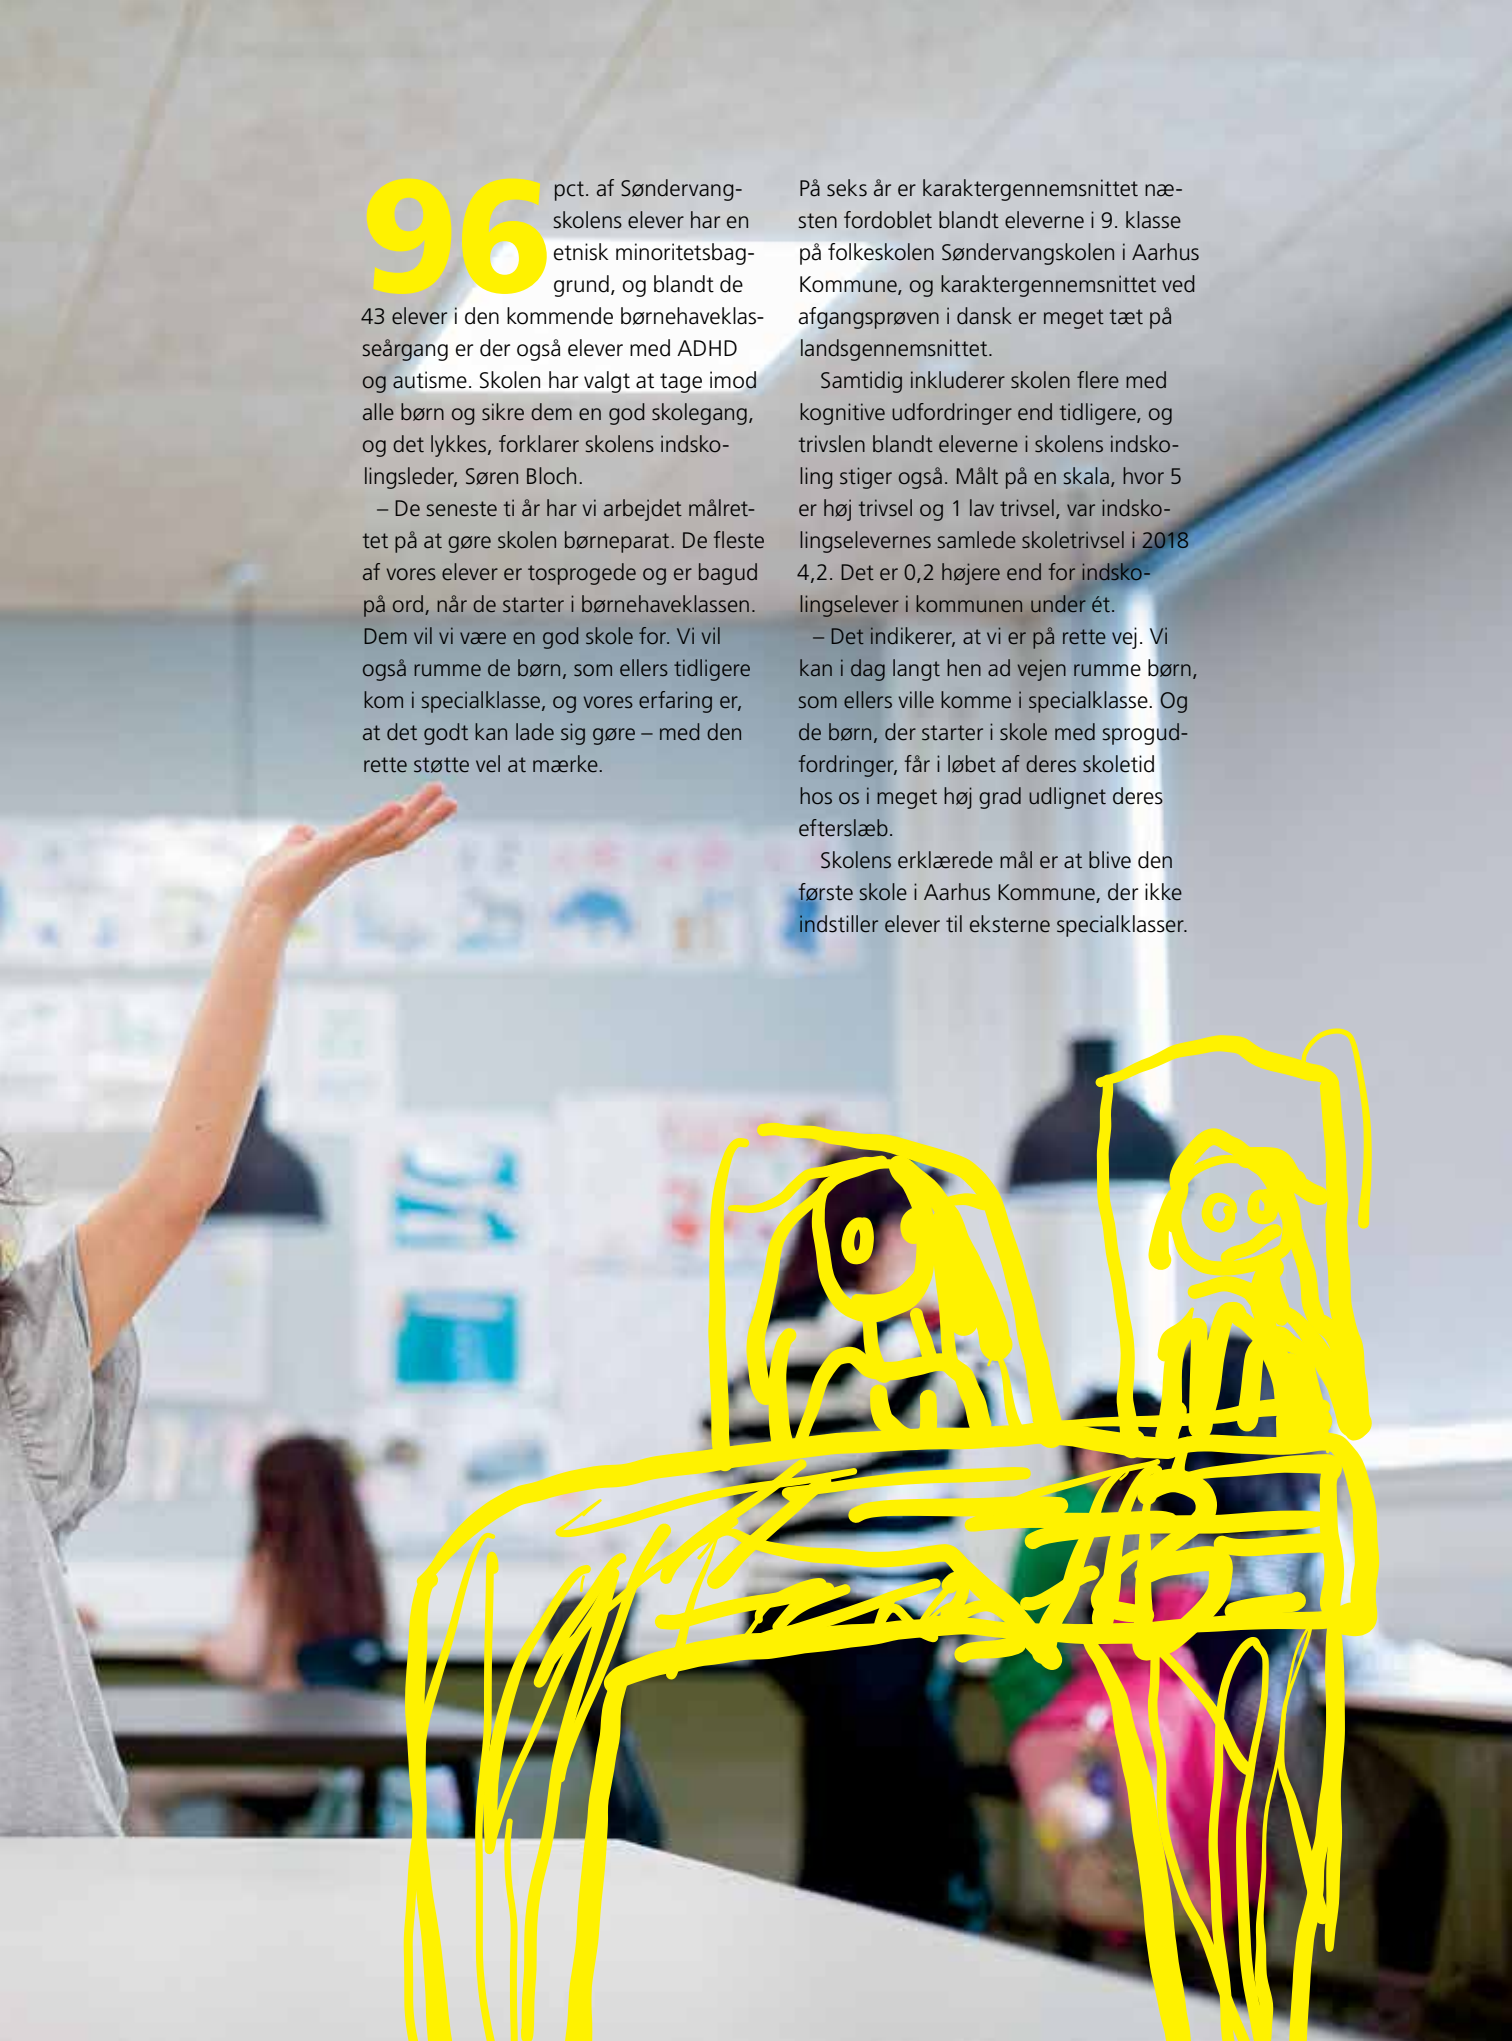 96 pct. af Søndervang-
skolens elever har en
etnisk minoritetsbag-
grund, og blandt de
43 elever i den kommende børnehaveklas-
seårgang er der også elever med ADHD
og autisme. Skolen har valgt at tage imod
alle børn og sikre dem en god skolegang,
og det lykkes, forklarer skolens indsko-
lingsleder, Søren Bloch.
– De seneste ti år har vi arbejdet målret-
tet på at gøre skolen børneparat. De fleste
af vores elever er tosprogede og er bagud
på ord, når de starter i børnehaveklassen.
Dem vil vi være en god skole for. Vi vil
også rumme de børn, som ellers tidligere
kom i specialklasse, og vores erfaring er,
at det godt kan lade sig gøre – med den
rette støtte vel at mærke.
På seks år er karaktergennemsnittet næ-
sten fordoblet blandt eleverne i 9. klasse
på folkeskolen Søndervangskolen i Aarhus
Kommune, og karaktergennemsnittet ved
afgangsprøven i dansk er meget tæt på
landsgennemsnittet.
Samtidig inkluderer skolen flere med
kognitive udfordringer end tidligere, og
trivslen blandt eleverne i skolens indsko-
ling stiger også. Målt på en skala, hvor 5
er høj trivsel og 1 lav trivsel, var indsko-
lingselevernes samlede skoletrivsel i 2018
4,2. Det er 0,2 højere end for indsko-
lingselever i kommunen under ét.
– Det indikerer, at vi er på rette vej. Vi
kan i dag langt hen ad vejen rumme børn,
som ellers ville komme i specialklasse. Og
de børn, der starter i skole med sprogud-
fordringer, får i løbet af deres skoletid
hos os i meget høj grad udlignet deres
efterslæb.
Skolens erklærede mål er at blive den
første skole i Aarhus Kommune, der ikke
indstiller elever til eksterne specialklasser.